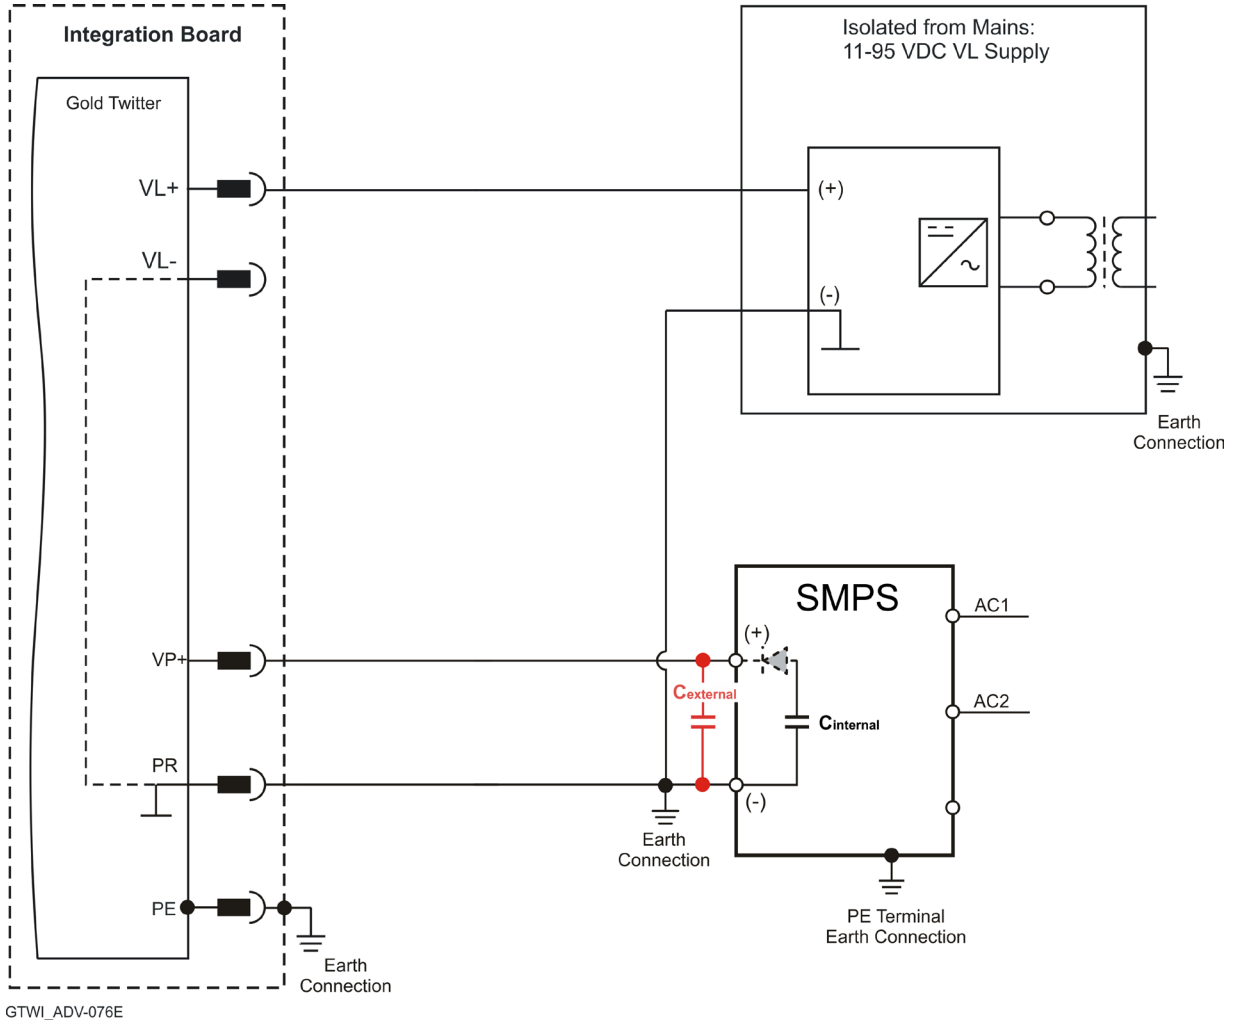 Integration Board
Gold Twitter
VL+
VL-
VP+
PR
PE
Earth
Connection
GTWI_ADV-076E
Isolated from Mains:
11-95 VDC VL Supply
(+)
(-)
Earth
Connection
SMPS
(+)
AC1
Cexternal
Cinternal
AC2
(-)
Earth
Connection
PE Terminal
Earth Connection